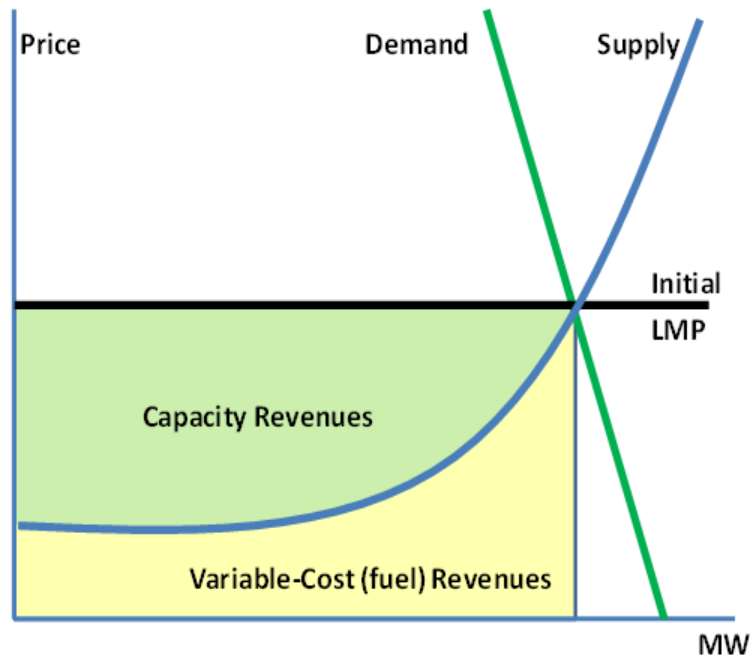 Price
Demand
Supply
Initial
LMP
Capacity Revenues
Variable-Cost (fuel) Revenues
MW